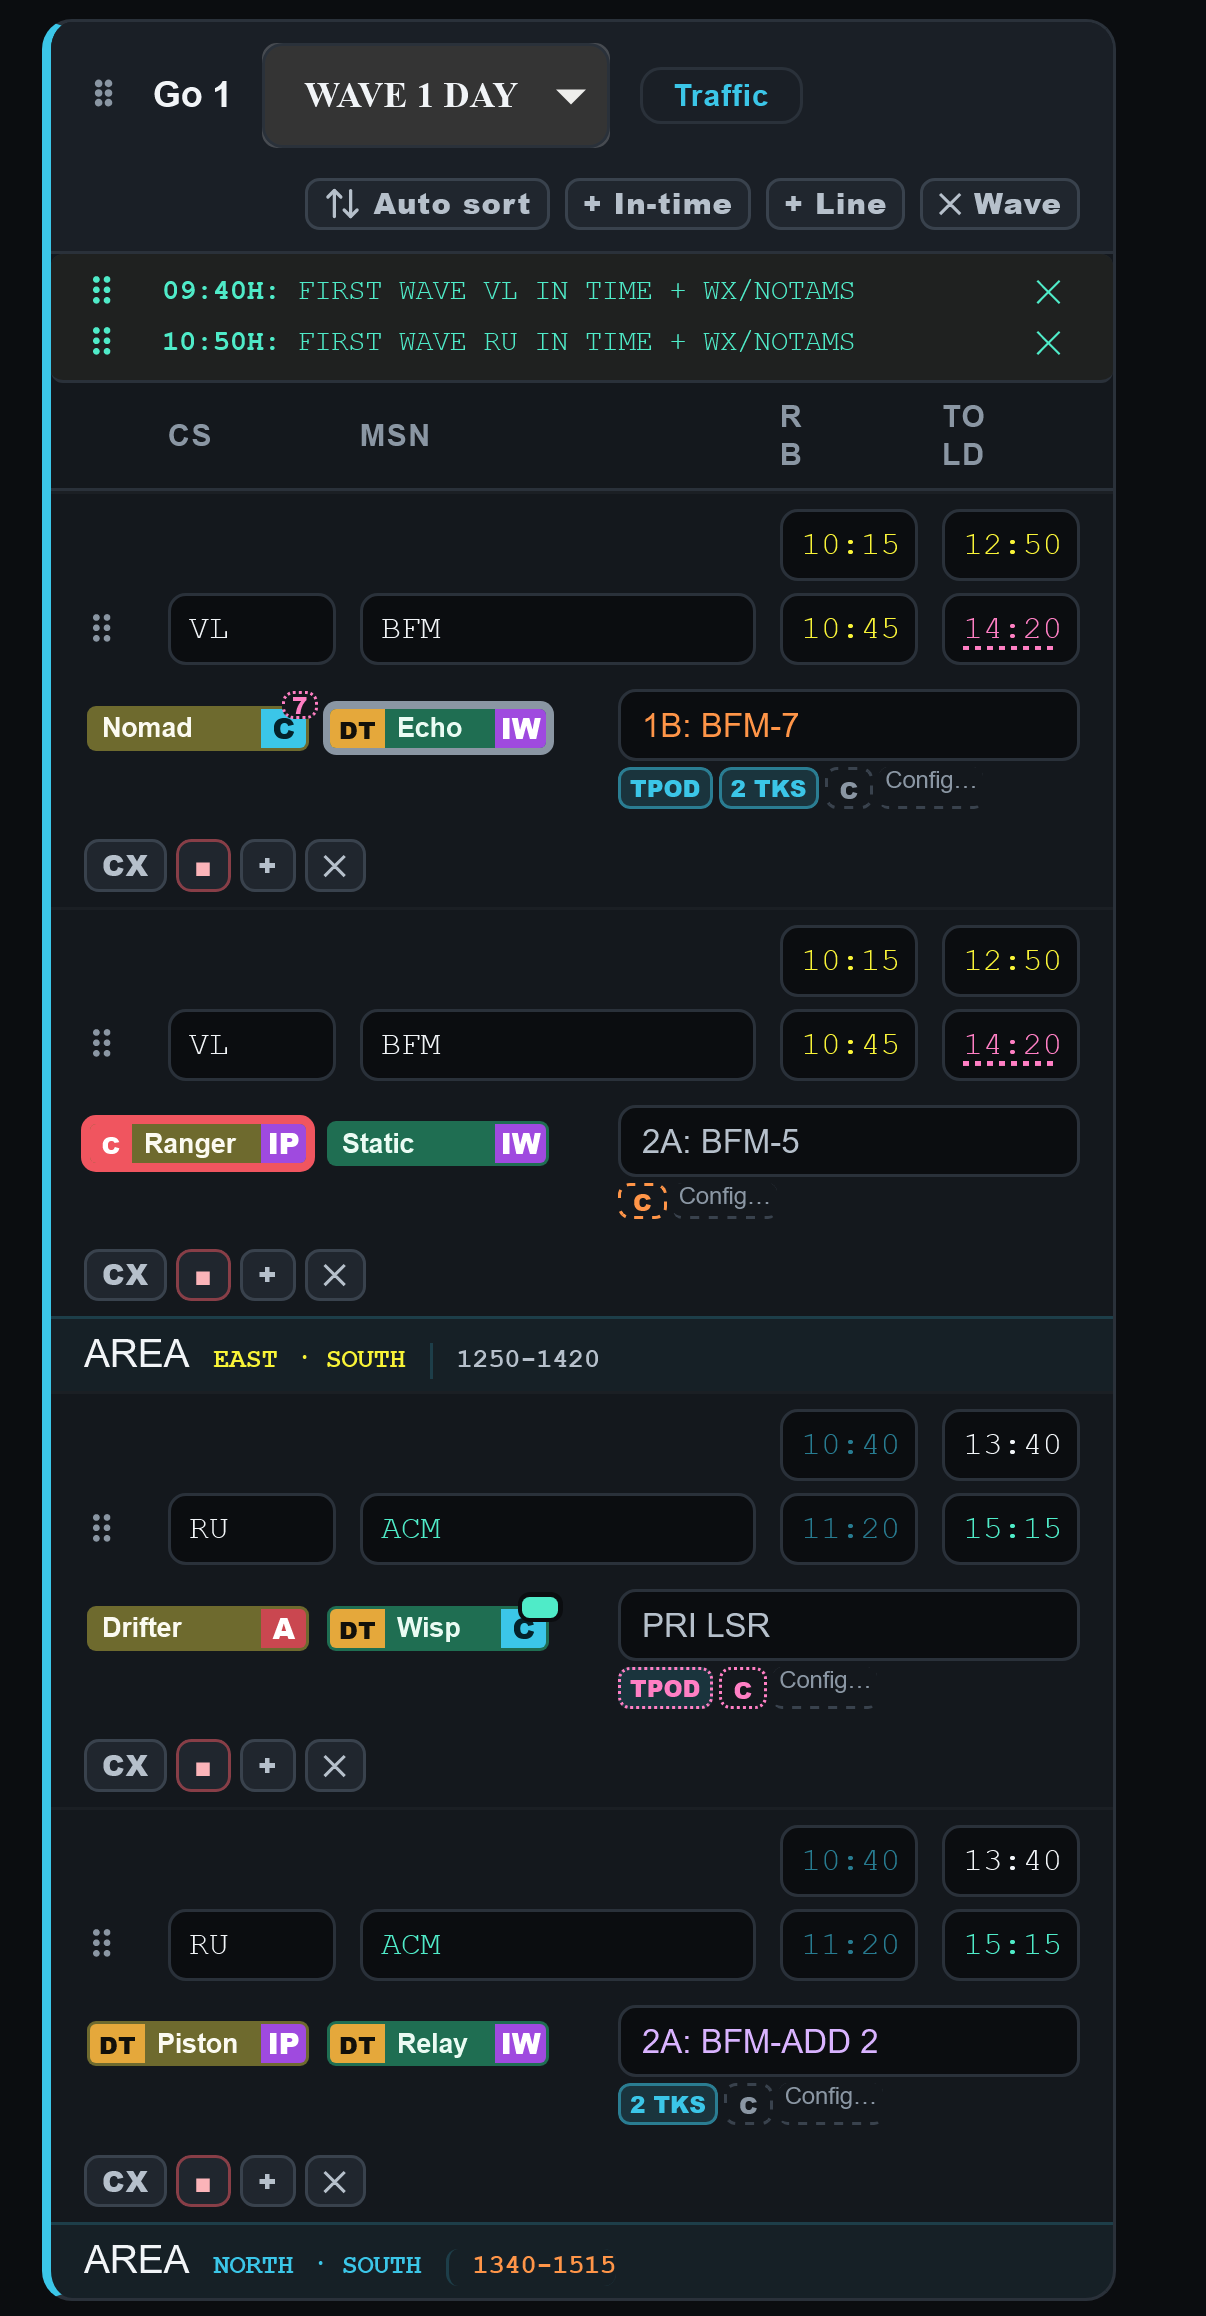 Go 1 WAVE 1 DAY Traffic
Auto sort + In-time + Line × Wave
09:40H: FIRST WAVE VL IN TIME + WX/NOTAMS
10:50H: FIRST WAVE RU IN TIME + WX/NOTAMS
CS MSN R TO
B LD
10:15 12:50
VL BFM 10:45 14:20
Nomad C 7 DT Echo IW 1B: BFM-7
TPOD 2 TKS C Config...
CX + ×
10:15 12:50
VL BFM 10:45 14:20
C Ranger IP Static IW 2A: BFM-5
C Config...
CX + ×
AREA EAST · SOUTH 1250-1420
10:40 13:40
RU ACM 11:20 15:15
Drifter A DT Wisp C PRI LSR
TPOD C Config...
CX + ×
10:40 13:40
RU ACM 11:20 15:15
DT Piston IP DT Relay IW 2A: BFM-ADD 2
2 TKS C Config...
CX + ×
AREA NORTH · SOUTH 1340-1515